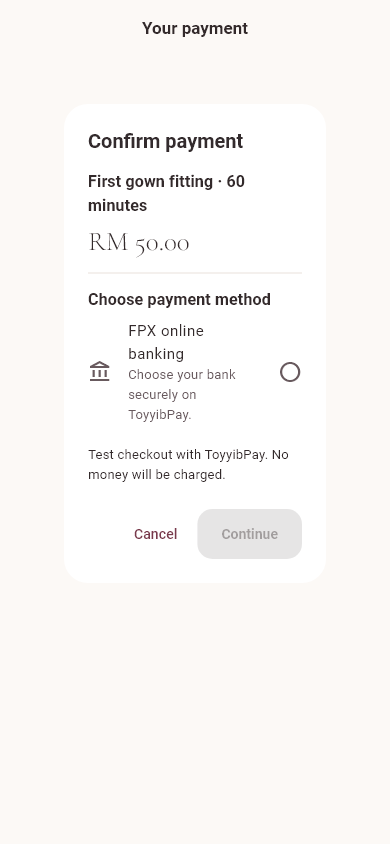 Your payment
Confirm payment
First gown fitting · 60
minutes
RM 50.00
Choose payment method
FPX online
banking
Choose your bank
securely on
ToyyibPay.
Test checkout with ToyyibPay. No
money will be charged.
Cancel
Continue